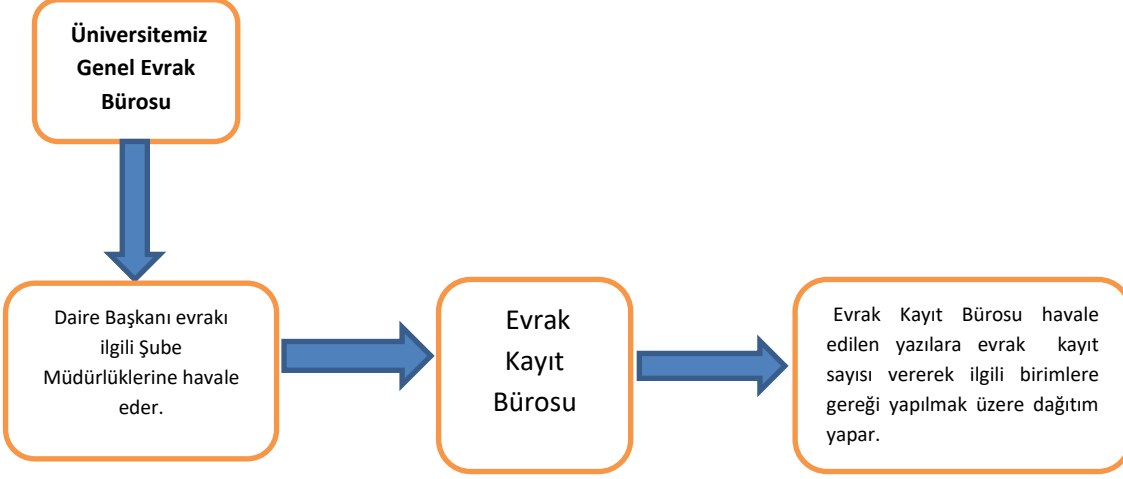 Üniversitemiz
Genel Evrak
Bürosu
Daire Başkanı evrakı
ilgili Şube
Müdürlüklerine havale
eder.
Evrak
Kayıt
Bürosu
Evrak Kayıt Bürosu havale
edilen yazılara evrak kayıt
sayısı vererek ilgili birimlere
gereği yapılmak üzere dağıtım
yapar.